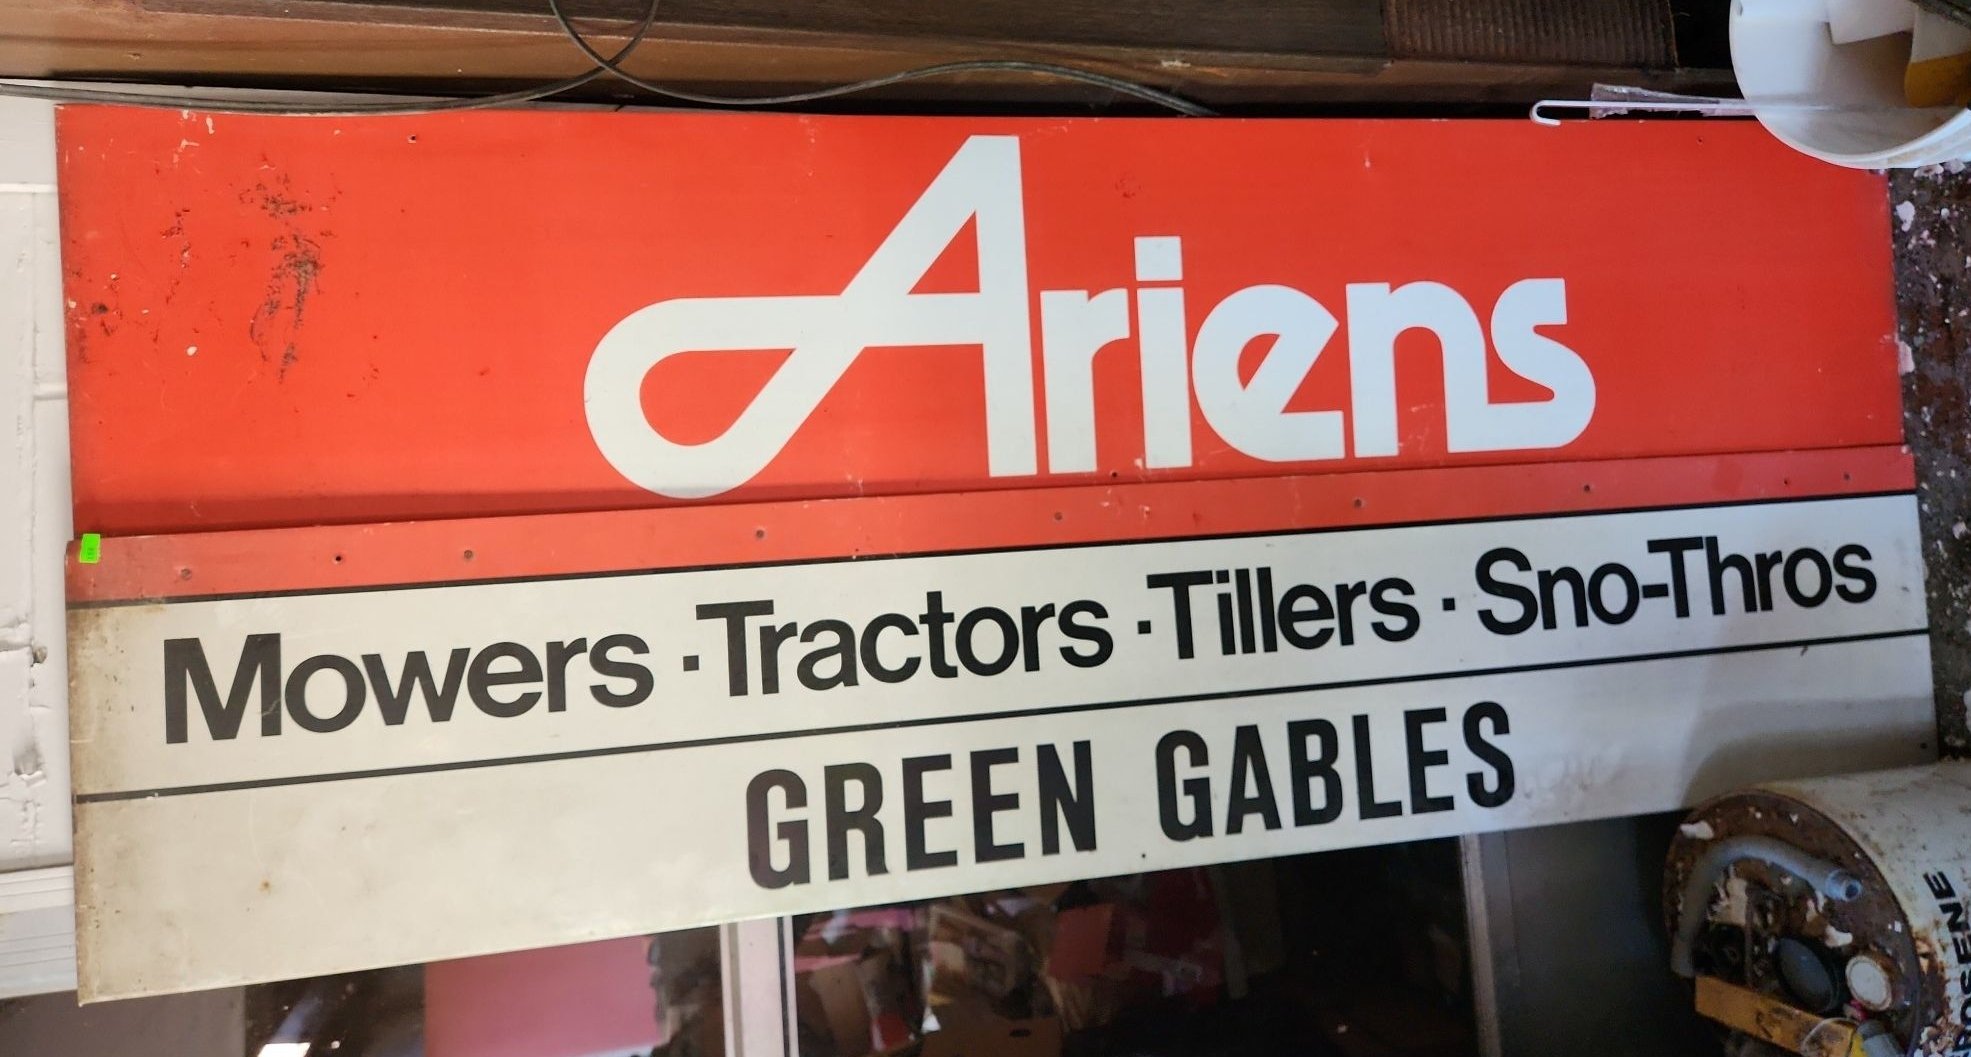 Ariens
Mowers · Tractors · Tillers · Sno-Thros
GREEN GABLES